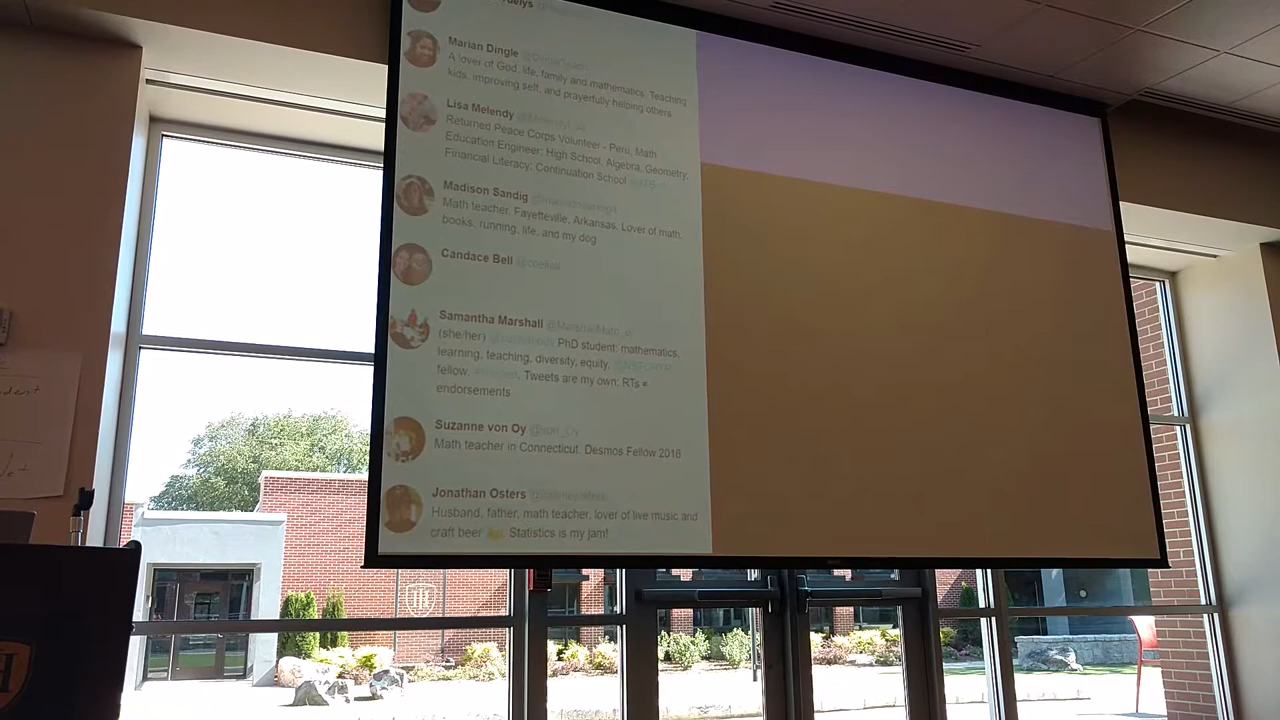 Marian Dingle
A lover of God, life, family and mathematics. Teaching
kids, improving self, and prayerfully helping others
Lisa Melendy
Returned Peace Corps Volunteer - Peru, Math
Education Engineer: High School, Algebra, Geometry,
Financial Literacy: Continuation School
Madison Sandig
Math teacher, Fayetteville, Arkansas. Lover of math,
books, running, life, and my dog
Candace Bell
Samantha Marshall
(she/her) PhD student: mathematics,
learning, teaching, diversity, equity,
fellow. Tweets are my own; RTs ≠
endorsements
Suzanne von Oy @von_Oy
Math teacher in Connecticut. Desmos Fellow 2016
Jonathan Osters
Husband, father, math teacher, lover of live music and
craft beer Statistics is my jam!